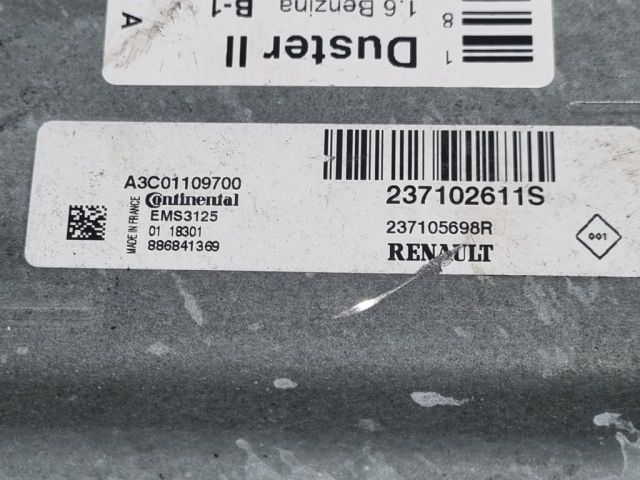 Duster II
1.6 Benzina
B-1
A
1
8
A3C01109700
Continental
EMS3125
01 18301
886841369
MADE IN FRANCE
237102611S
237105698R
RENAULT
001